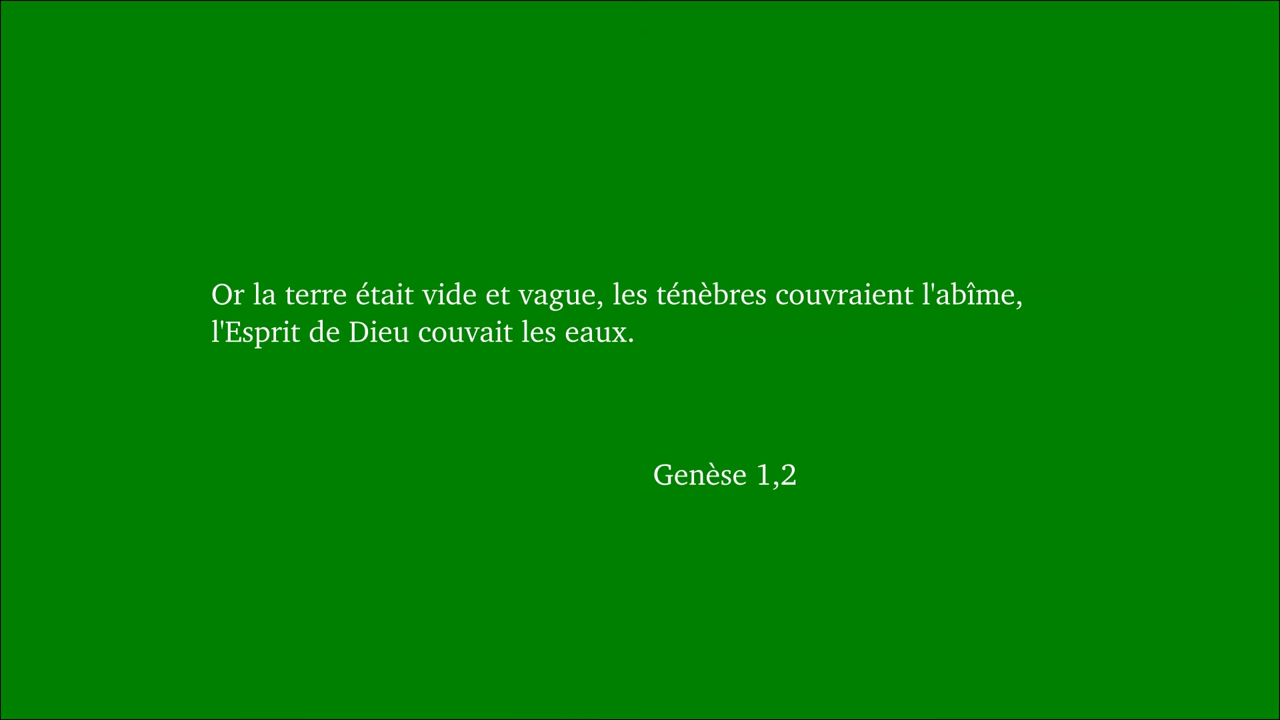 Or la terre était vide et vague, les ténèbres couvraient l'abîme,
l'Esprit de Dieu couvait les eaux.
Genèse 1,2